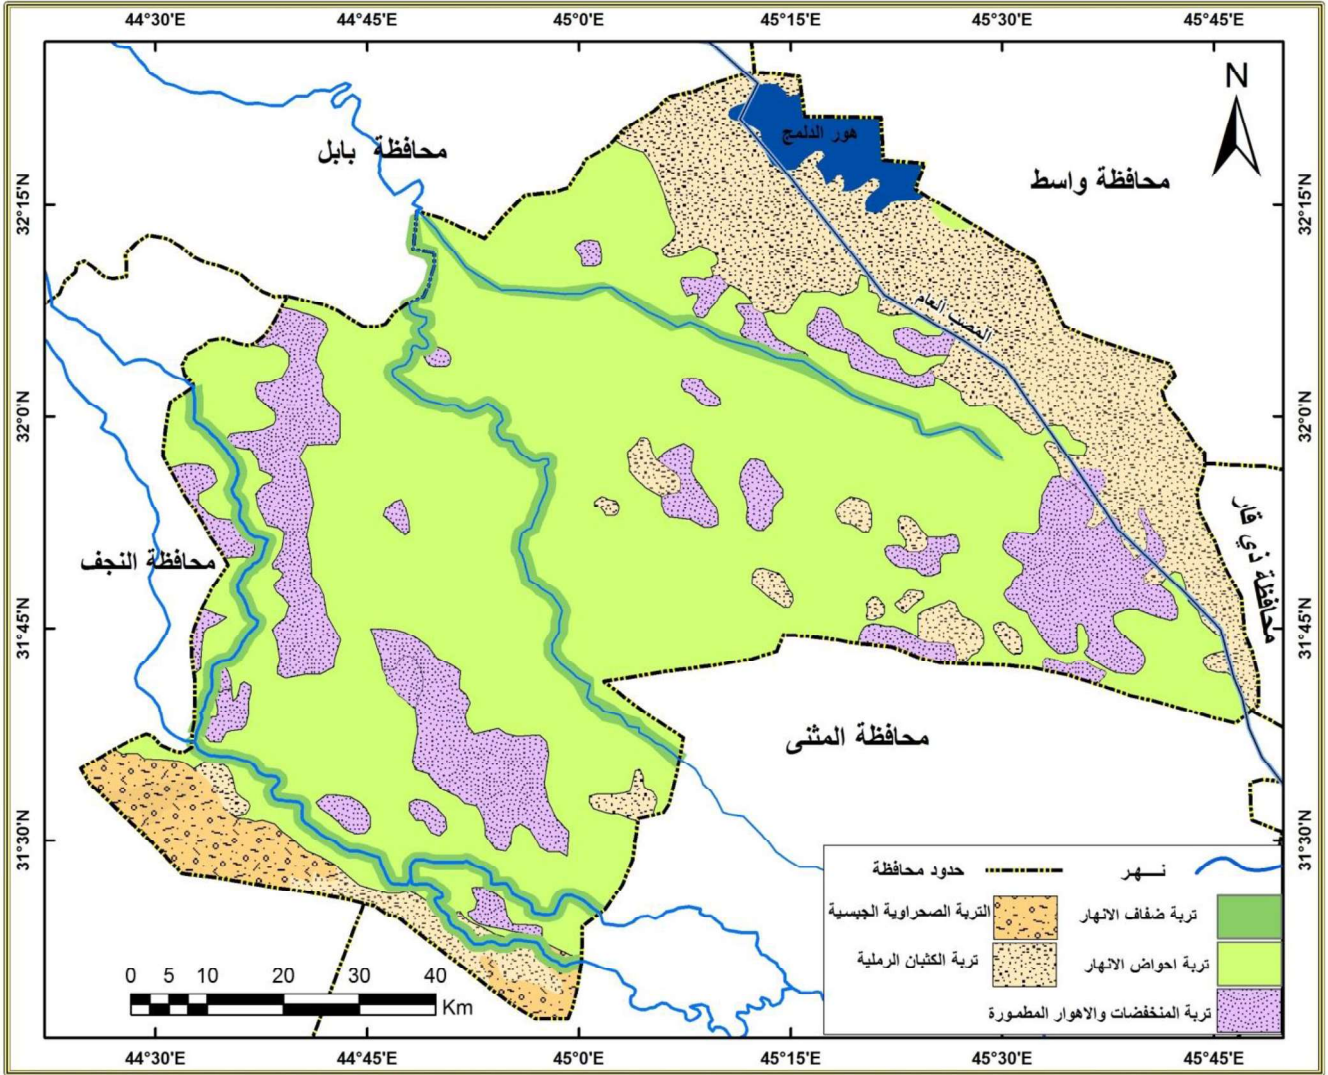 44°30'E 44°45'E 45°0'E 45°15'E 45°30'E 45°45'E
N
هور الدلمج
محافظة بابل
محافظة واسط
32°15'N 32°15'N
المصب العام
32°0'N 32°0'N
محافظة ذي قار
محافظة النجف
31°45'N 31°45'N
محافظة المثنى
31°30'N 31°30'N
نـــهر
حدود محافظة
تربة ضفاف الانهار
التربة الصحراوية الجبسية
تربة احواض الانهار
تربة الكثبان الرملية
تربة المنخفضات والاهوار المطمورة
0 5 10 20 30 40
Km
44°30'E 44°45'E 45°0'E 45°15'E 45°30'E 45°45'E